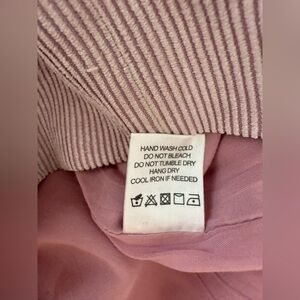 HAND WASH COLD
DO NOT BLEACH
DO NOT TUMBLE DRY
HANG DRY
COOL IRON IF NEEDED